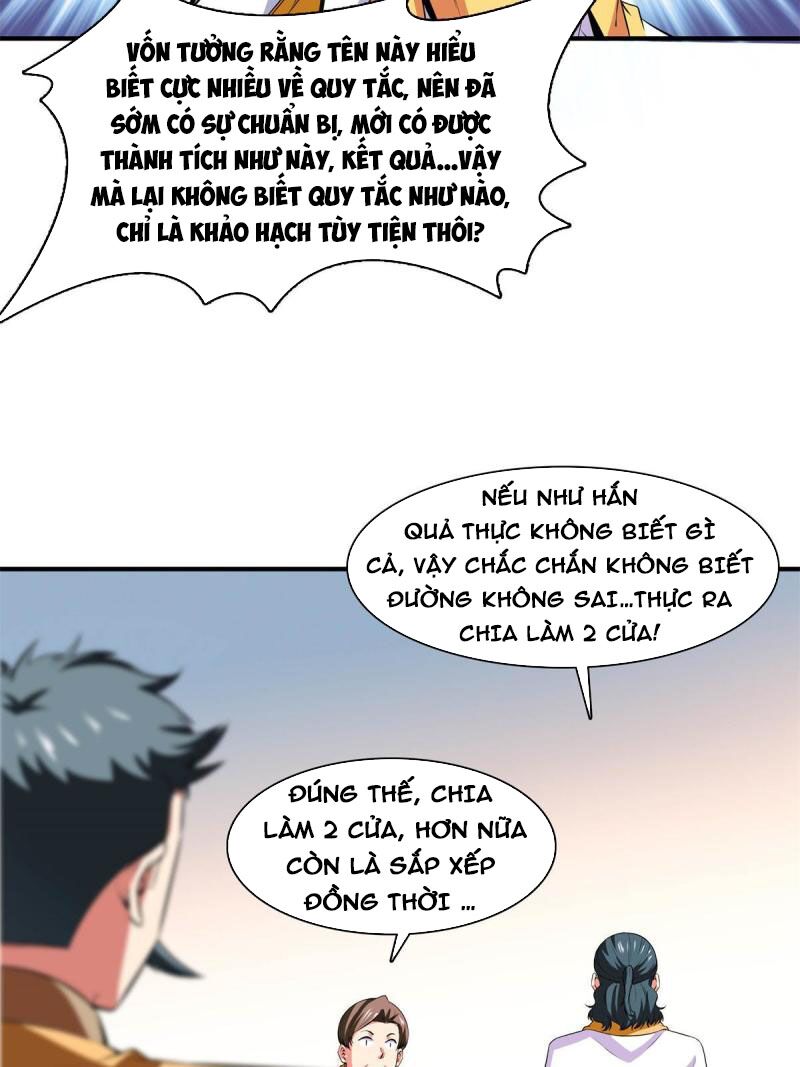 VỐN TƯỞNG RẰNG TÊN NÀY HIỂU
BIẾT CỰC NHIỀU VỀ QUY TẮC, NÊN ĐÃ
SỚM CÓ SỰ CHUẨN BỊ, MỚI CÓ ĐƯỢC
THÀNH TÍCH NHƯ NÀY, KẾT QUẢ...VẬY
MÀ LẠI KHÔNG BIẾT QUY TẮC NHƯ NÀO,
CHỈ LÀ KHẢO HẠCH TÙY TIỆN THÔI?
NẾU NHƯ HẮN
QUẢ THỰC KHÔNG BIẾT GÌ
CẢ, VẬY CHẮC CHẮN KHÔNG BIẾT
ĐƯỜNG KHÔNG SAI...THỰC RA
CHIA LÀM 2 CỬA!
ĐÚNG THẾ, CHIA
LÀM 2 CỬA, HƠN NỮA
CÒN LÀ SẮP XẾP
ĐỒNG THỜI ...